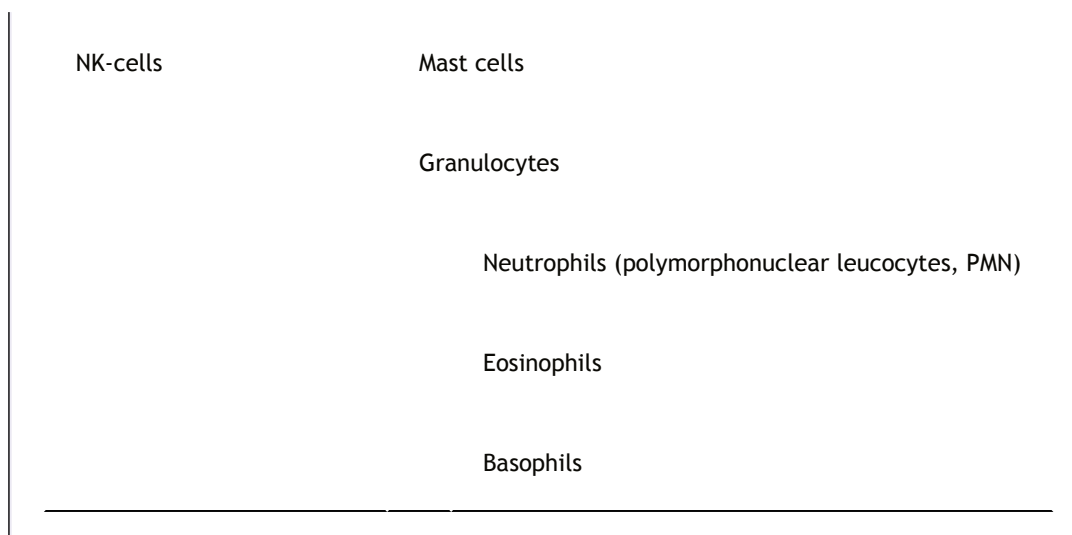 NK-cells Mast cells
Granulocytes
Neutrophils (polymorphonuclear leucocytes, PMN)
Eosinophils
Basophils